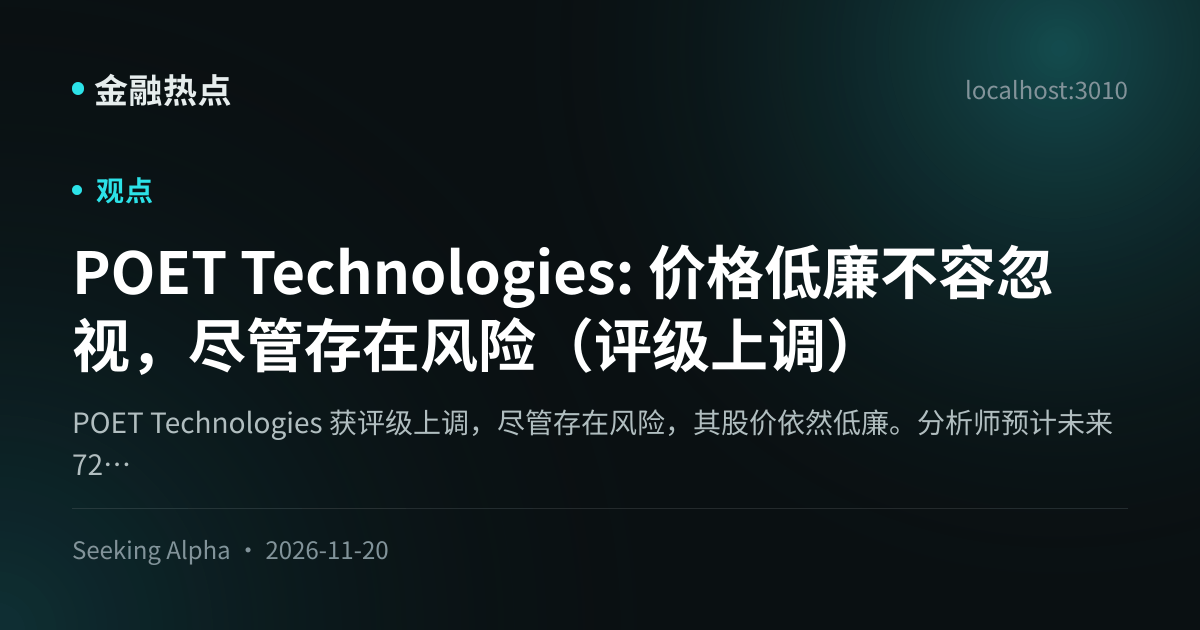 金融热点
localhost:3010
观点
POET Technologies: 价格低廉不容忽
视，尽管存在风险（评级上调）
POET Technologies 获评级上调，尽管存在风险，其股价依然低廉。分析师预计未来
72…
Seeking Alpha · 2026-11-20